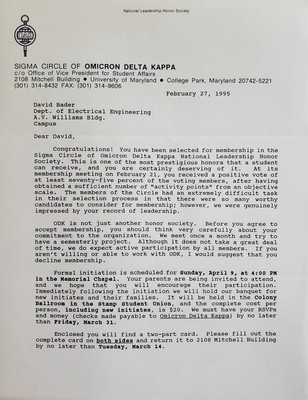 National Leadership Honor Society
SIGMA CIRCLE OF OMICRON DELTA KAPPA
c/o Office of Vice President for Student Affairs
2108 Mitchell Building • University of Maryland • College Park, Maryland 20742-5221
(301) 314-8432 FAX: (301) 314-9606
February 27, 1995
David Bader
Dept. of Electrical Engineering
A.V. Williams Bldg.
Campus
Dear David,
Congratulations! You have been selected for membership in the
Sigma Circle of Omicron Delta Kappa National Leadership Honor
Society. This is one of the most prestigious honors that a student
can receive, and you are certainly deserving of it. At its
membership meeting on February 21, you received a positive vote of
at least seventy-five percent of the voting members, after having
obtained a sufficient number of "activity points" from an objective
scale. The members of the Circle had an extremely difficult task
in their selection process in that there were so many worthy
candidates to consider for membership; however, we were genuinely
impressed by your record of leadership.
ODK is not just another honor society. Before you agree to
accept membership, you should think very carefully about your
commitment to the organization. We meet once a month and try to
have a semesterly project. Although it does not take a great deal
of time, we do expect active participation by all members. If you
aren't willing or able to work with ODK, I would suggest that you
decline membership.
Formal initiation is scheduled for Sunday, April 9, at 4:00 PM
in the Memorial Chapel. Your parents are being invited to attend,
and we hope that you will encourage their participation.
Immediately following the initiation we will hold our banquet for
new initiates and their families. It will be held in the Colony
Ballroom in the Stamp Student Union, and the complete cost per
person, including new initiates, is $20. We must have your RSVPs
and money (checks made payable to Omicron Delta Kappa) by no later
than Friday, March 31.
Enclosed you will find a two-part card. Please fill out the
complete card on both sides and return it to 2108 Mitchell Building
by no later than Tuesday, March 14.